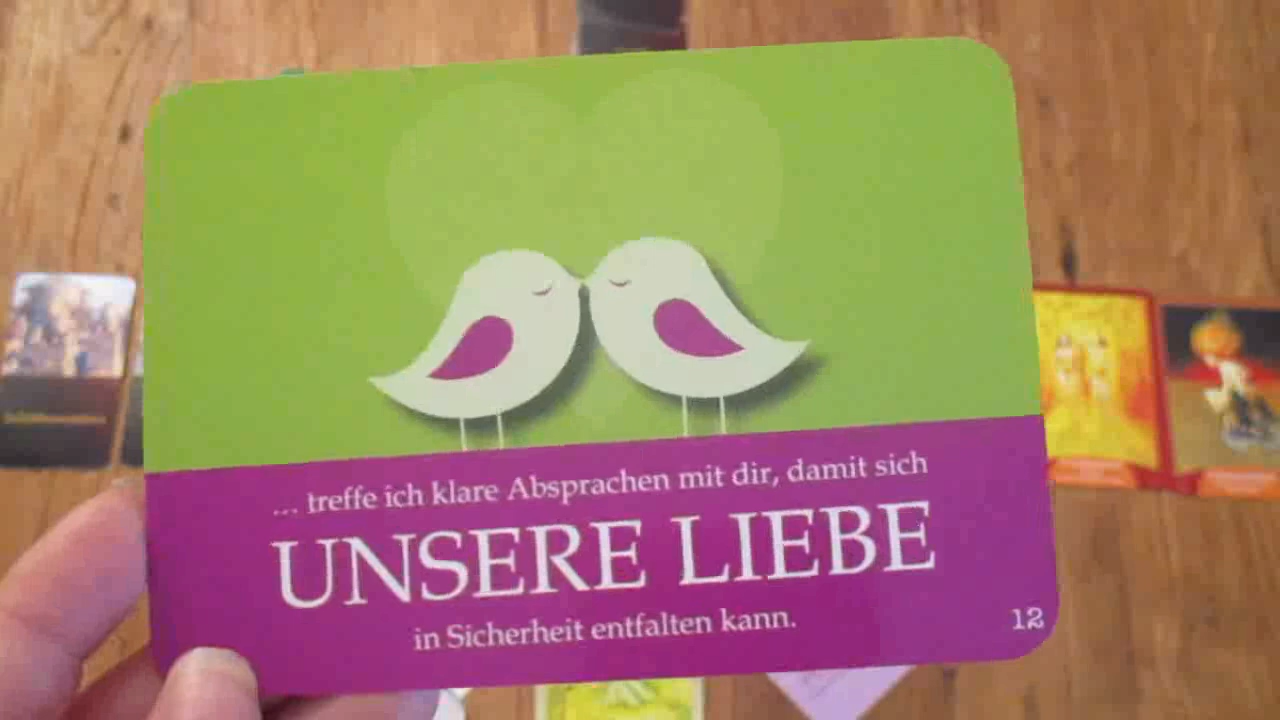 ... treffe ich klare Absprachen mit dir, damit sich
UNSERE LIEBE
in Sicherheit entfalten kann.
12